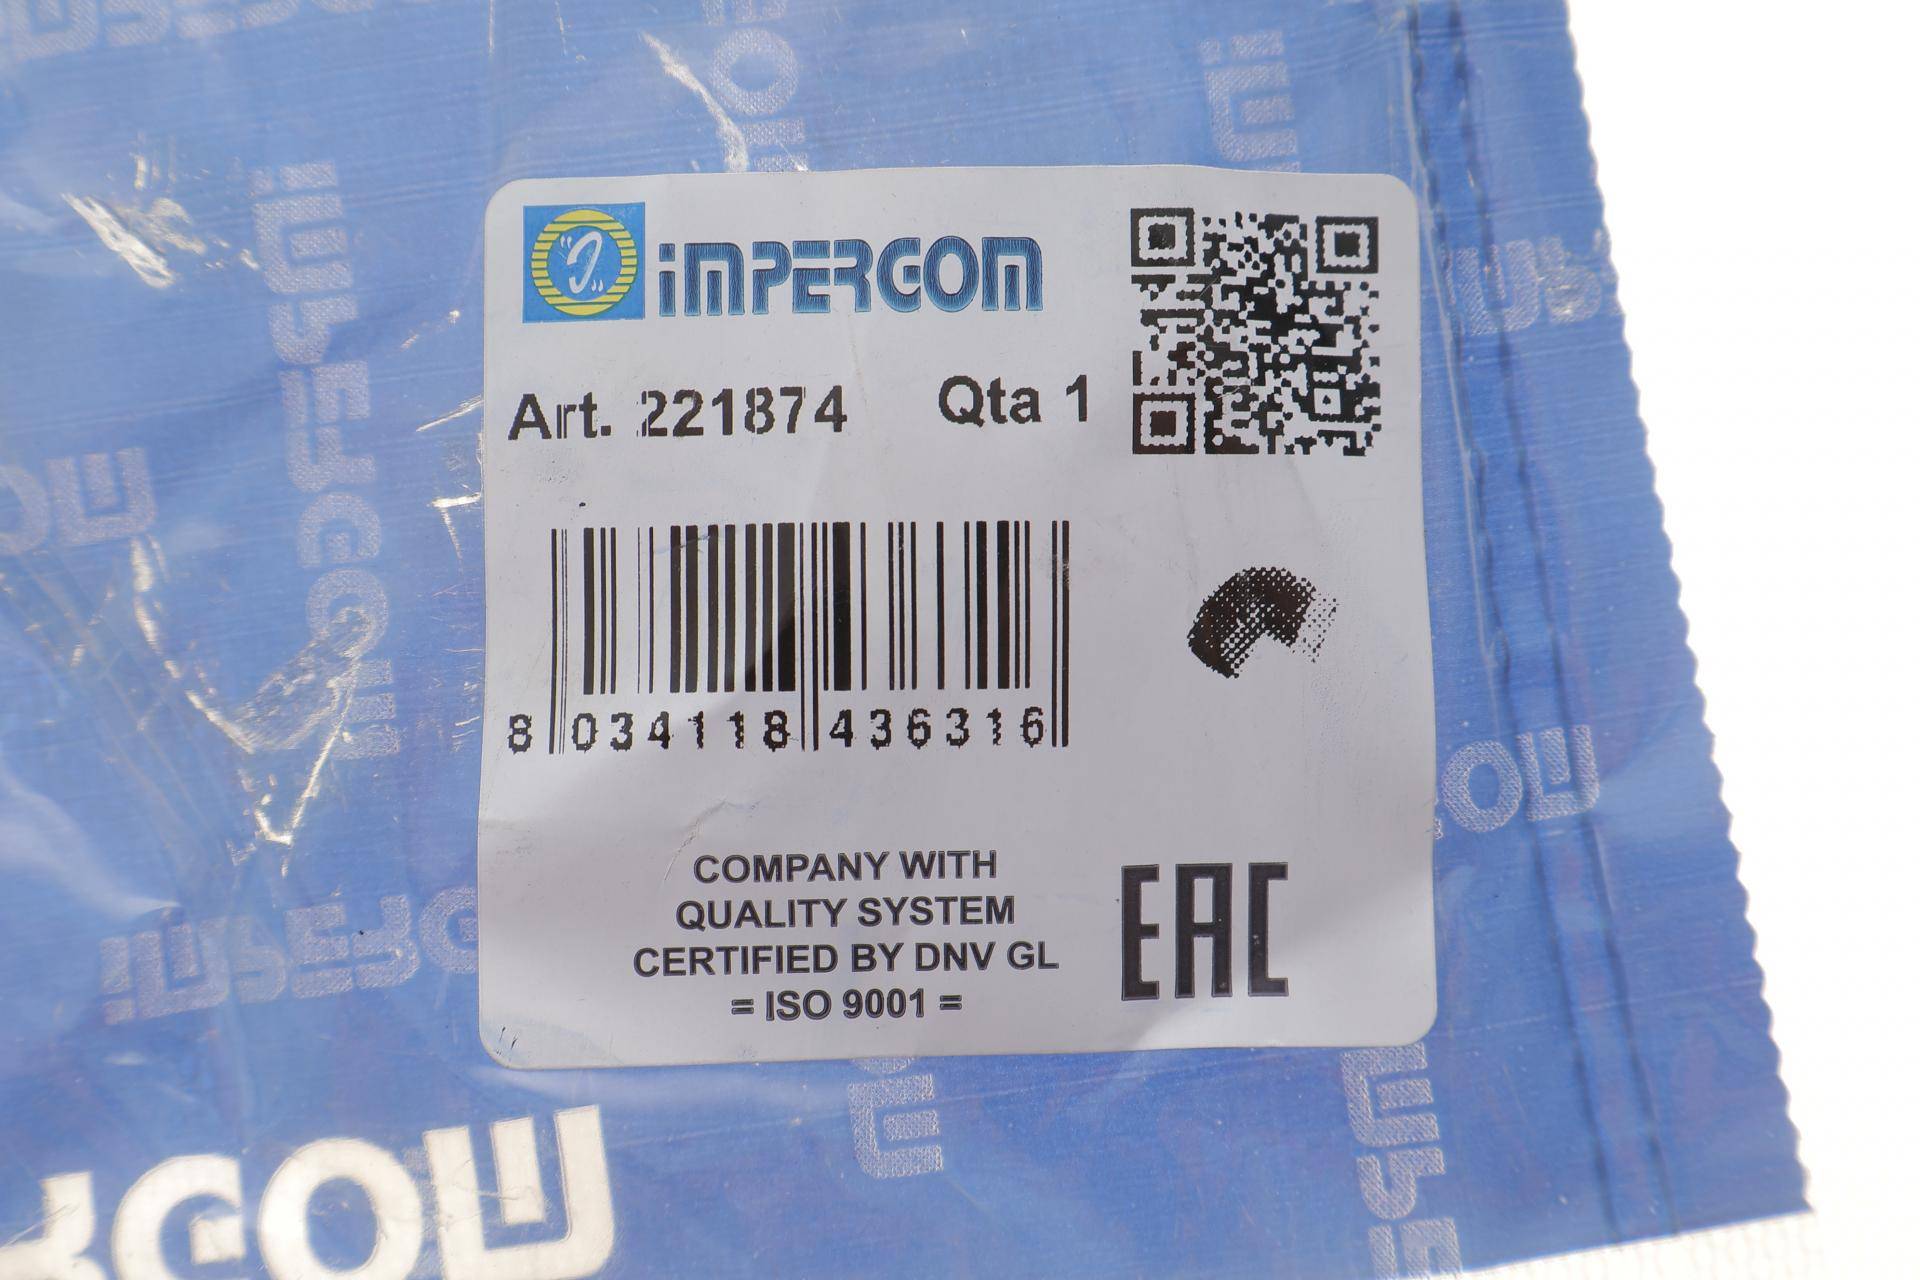 iMPERGOM
Art. 221874 Qta 1
8 034118 436316
COMPANY WITH
QUALITY SYSTEM
CERTIFIED BY DNV GL
= ISO 9001 =
EAC